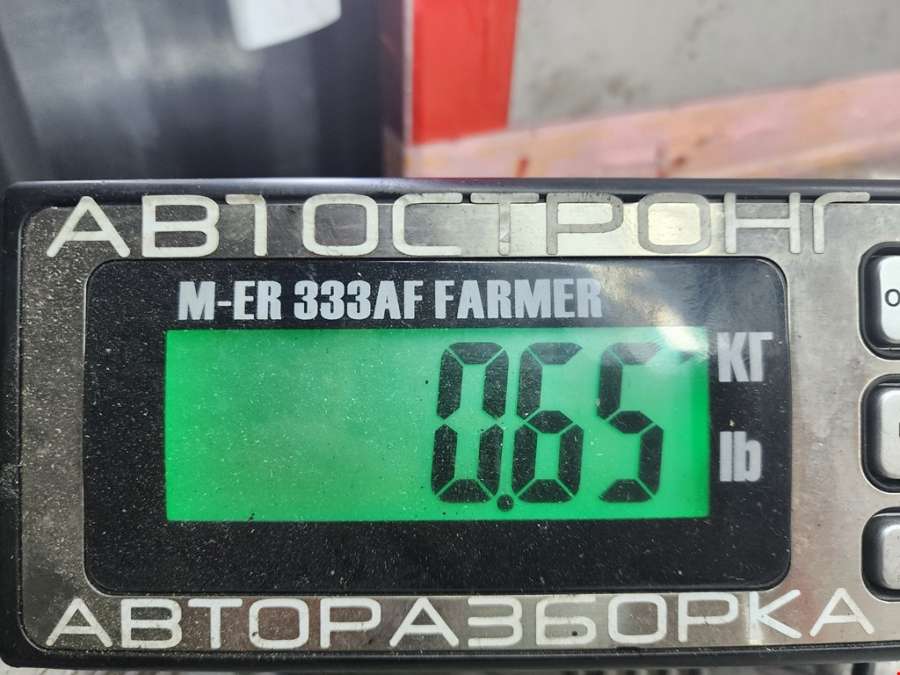 АВТОСТРОНГ
M-ER 333AF FARMER
0.65
КГ
lb
АВТОРАЗБОРКА